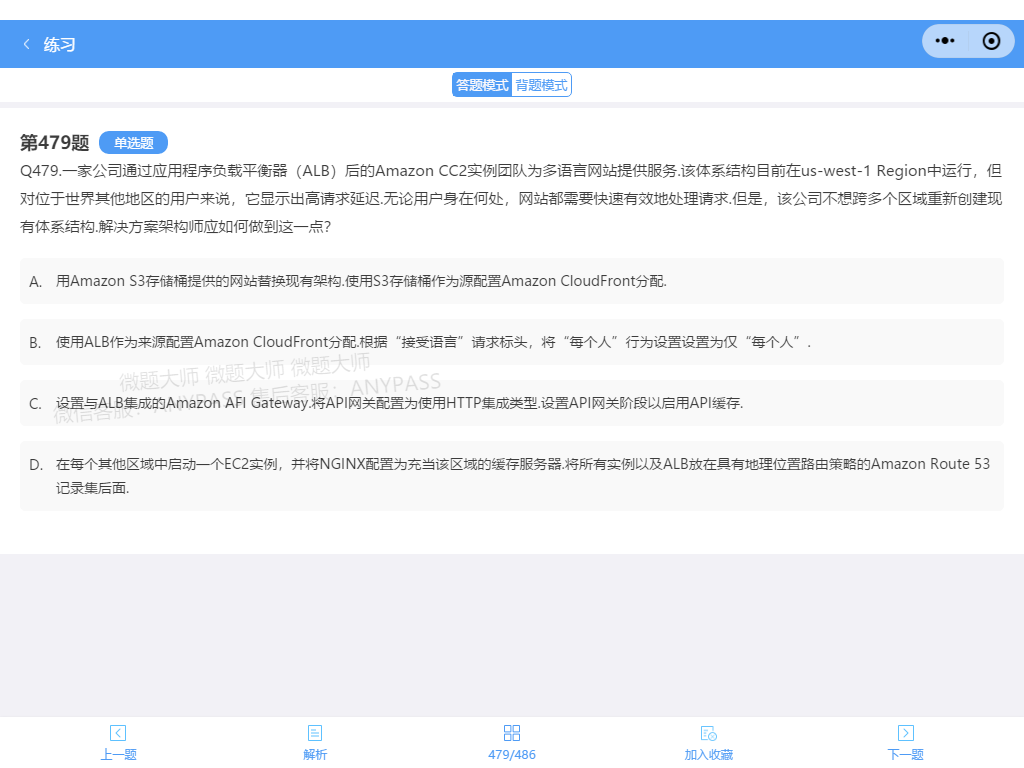 练习
答题模式 背题模式
第479题 单选题
Q479.一家公司通过应用程序负载平衡器（ALB）后的Amazon CC2实例团队为多语言网站提供服务.该体系结构目前在us-west-1 Region中运行，但
对位于世界其他地区的用户来说，它显示出高请求延迟.无论用户身在何处，网站都需要快速有效地处理请求.但是，该公司不想跨多个区域重新创建现
有体系结构.解决方案架构师应如何做到这一点？
A. 用Amazon S3存储桶提供的网站替换现有架构.使用S3存储桶作为源配置Amazon CloudFront分配.
B. 使用ALB作为来源配置Amazon CloudFront分配.根据“接受语言”请求标头，将“每个人”行为设置设置为仅“每个人”.
微题大师 微题大师 微题大师
微信客服：ANYPASS 售后客服：ANYPASS
C. 设置与ALB集成的Amazon AFI Gateway.将API网关配置为使用HTTP集成类型.设置API网关阶段以启用API缓存.
D. 在每个其他区域中启动一个EC2实例，并将NGINX配置为充当该区域的缓存服务器.将所有实例以及ALB放在具有地理位置路由策略的Amazon Route 53
记录集后面.
上一题 解析 479/486 加入收藏 下一题